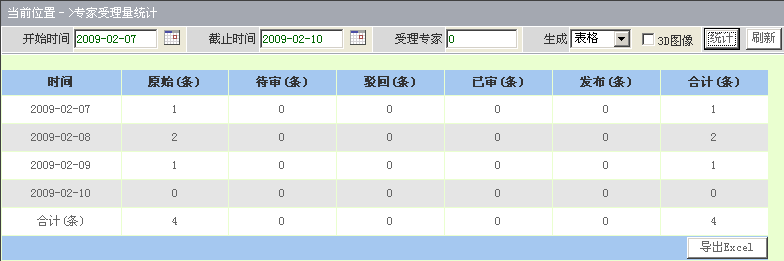 当前位置－>专家受理量统计
开始时间 2009-02-07 截止时间 2009-02-10 受理专家 0 生成 表格 3D图像 统计 刷新
时间 原始(条) 待审(条) 驳回(条) 已审(条) 发布(条) 合计(条)
2009-02-07 1 0 0 0 0 1
2009-02-08 2 0 0 0 0 2
2009-02-09 1 0 0 0 0 1
2009-02-10 0 0 0 0 0 0
合计(条) 4 0 0 0 0 4
导出Excel